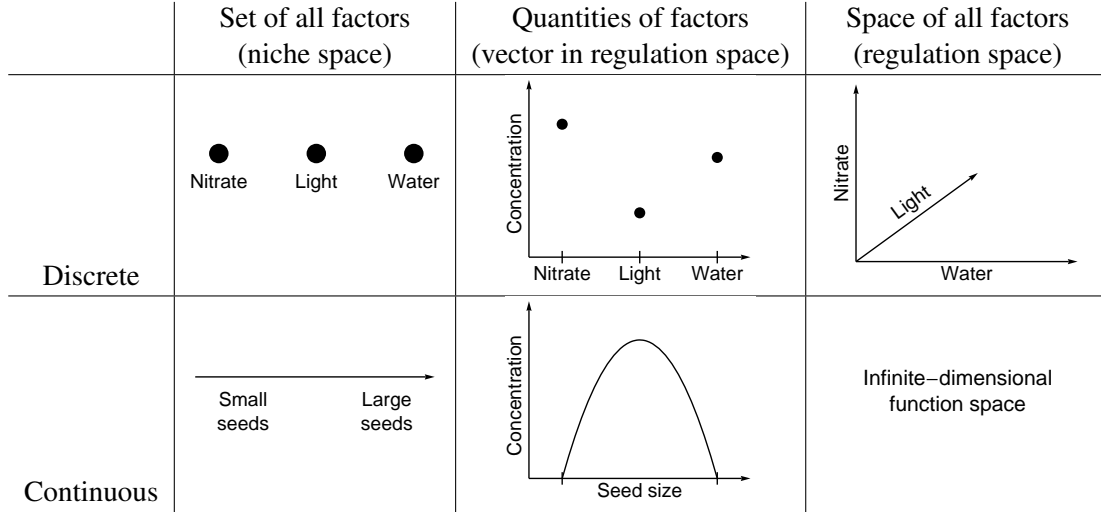 Set of all factors
(niche space)
Quantities of factors
(vector in regulation space)
Space of all factors
(regulation space)
Discrete
Nitrate
Light
Water
Concentration
Nitrate
Light
Water
Nitrate
Light
Water
Continuous
Small
seeds
Large
seeds
Concentration
Seed size
Infinite−dimensional
function space